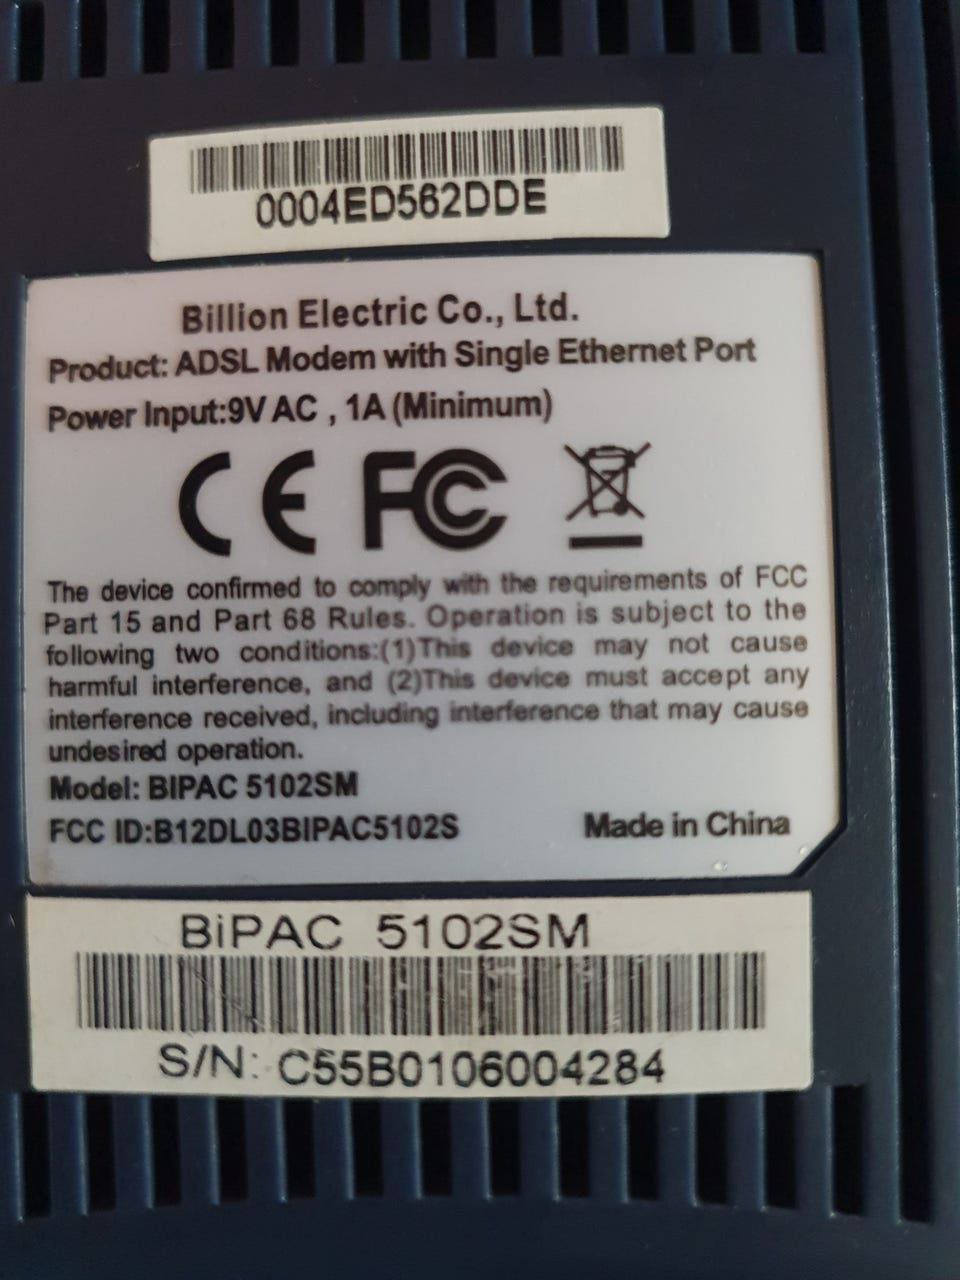 0004ED562DDE
Billion Electric Co., Ltd.
Product: ADSL Modem with Single Ethernet Port
Power Input:9V AC , 1A (Minimum)
CE FC
The device confirmed to comply with the requirements of FCC
Part 15 and Part 68 Rules. Operation is subject to the
following two conditions:(1)This device may not cause
harmful interference, and (2)This device must accept any
interference received, including interference that may cause
undesired operation.
Model: BIPAC 5102SM
FCC ID:B12DL03BIPAC5102S
Made in China
BiPAC 5102SM
S/N: C55B0106004284